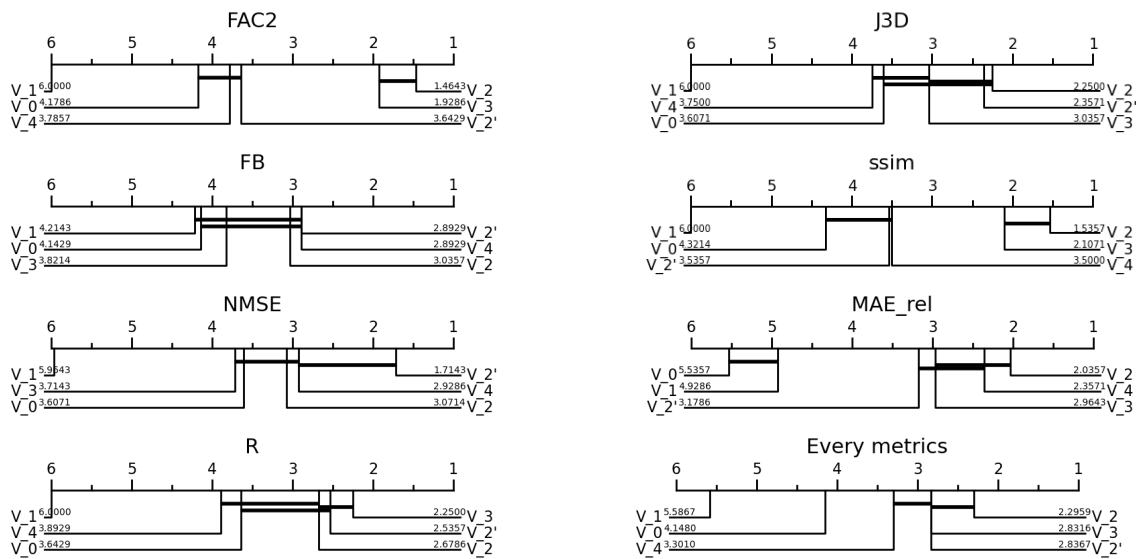 FAC2
6 5 4 3 2 1
V_1 6.0000 1.4643 V_2
V_0 4.1786 1.9286 V_3
V_4 3.7857 3.6429 V_2'
J3D
6 5 4 3 2 1
V_1 6.0000 2.2500 V_2
V_4 3.7500 2.3571 V_2'
V_0 3.6071 3.0357 V_3
FB
6 5 4 3 2 1
V_1 4.2143 2.8929 V_2'
V_0 4.1429 2.8929 V_4
V_3 3.8214 3.0357 V_2
ssim
6 5 4 3 2 1
V_1 6.0000 1.5357 V_2
V_0 4.3214 2.1071 V_3
V_2' 3.5357 3.5000 V_4
NMSE
6 5 4 3 2 1
V_1 5.9643 1.7143 V_2'
V_3 3.7143 2.9286 V_4
V_0 3.6071 3.0714 V_2
MAE_rel
6 5 4 3 2 1
V_0 5.5357 2.0357 V_2
V_1 4.9286 2.3571 V_4
V_2' 3.1786 2.9643 V_3
R
6 5 4 3 2 1
V_1 6.0000 2.2500 V_3
V_4 3.8929 2.5357 V_2'
V_0 3.6429 2.6786 V_2
Every metrics
6 5 4 3 2 1
V_1 5.5867 2.2959 V_2
V_0 4.1480 2.8316 V_3
V_4 3.3010 2.8367 V_2'